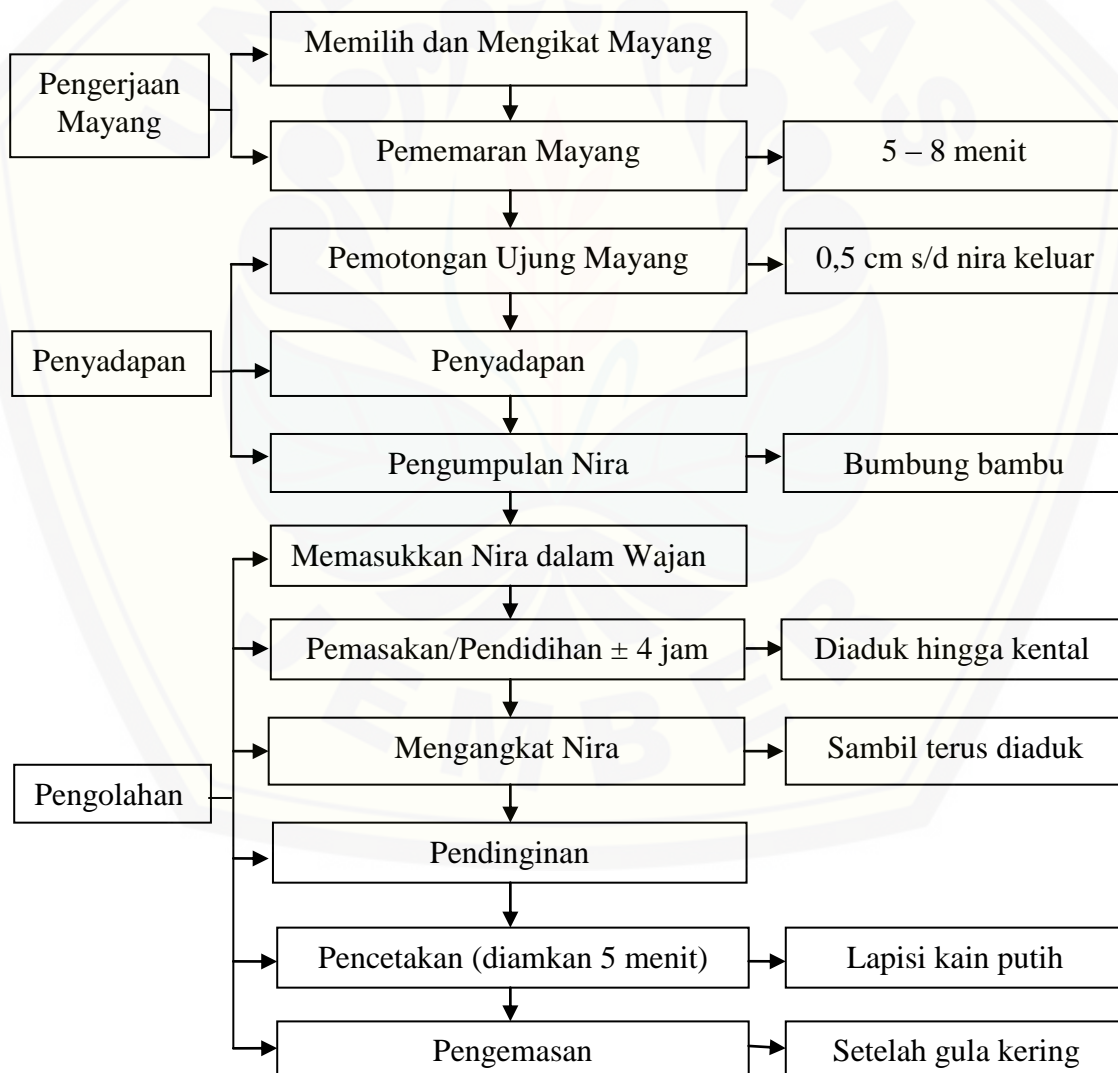 Memilih dan Mengikat Mayang
Pengerjaan
Mayang
Pememaran Mayang
5 – 8 menit
Pemotongan Ujung Mayang
0,5 cm s/d nira keluar
Penyadapan
Penyadapan
Pengumpulan Nira
Bumbung bambu
Memasukkan Nira dalam Wajan
Pemasakan/Pendidihan ± 4 jam
Diaduk hingga kental
Mengangkat Nira
Sambil terus diaduk
Pengolahan
Pendinginan
Pencetakan (diamkan 5 menit)
Lapisi kain putih
Pengemasan
Setelah gula kering
JEMBER